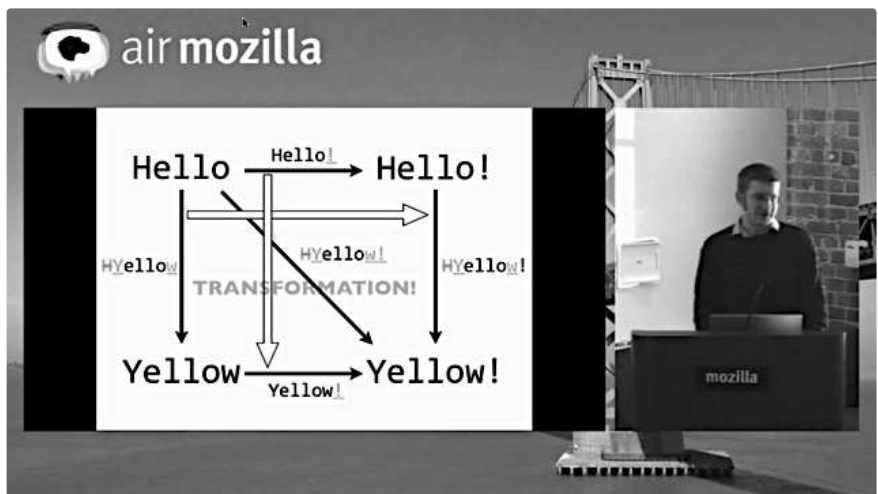 air mozilla
Hello Hello! Hello!
HYellow HYellow! HYellow!
TRANSFORMATION!
Yellow Yellow! Yellow!
mozilla